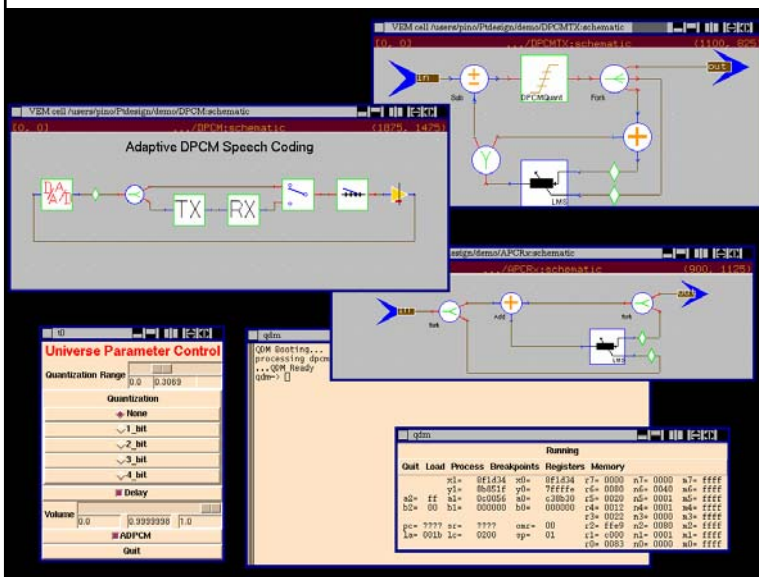 VEM cell /users/pino/Ptdesign/demo/DPCMTX:schematic
[0, 0] .../DPCMTX:schematic (1100, 825)
in
out
Sub
DPCMQuant
Fork
LMS
VEM cell /users/pino/Ptdesign/demo/DPCM:schematic
[0, 0] .../DPCM:schematic (1875, 1475)
Adaptive DPCM Speech Coding
D/A
A/D
TX
RX
esign/demo/APCRx:schematic
.../APCRx:schematic (900, 1125)
fork
Add
fork
LMS
t0
Universe Parameter Control
Quantization Range
0.0 0.3069
Quantization
None
1_bit
2_bit
3_bit
4_bit
Delay
Volume
0.0 0.9999998 1.0
ADPCM
Quit
qdm
QDM Booting...
processing dpcm
...QDM Ready
qdm->
qdm
Running
Quit Load Process Breakpoints Registers Memory
x1= 0f1d34 x0= 0f1d34 r7= 0000 n7= 0000 m7= ffff
y1= 0b851f y0= 7ffffe r6= 0080 n6= 0040 m6= ffff
a2= ff a1= 0c0056 a0= c38b30 r5= 0020 n5= 0001 m5= ffff
b2= 00 b1= 000000 b0= 000000 r4= 0012 n4= 0001 m4= ffff
r3= 0022 n3= 0000 m3= ffff
pc= ???? sr= ???? omr= 00 r2= ffe9 n2= 0080 m2= ffff
la= 001b lc= 0200 sp= 01 r1= c000 n1= 0001 m1= ffff
r0= 0083 n0= 0000 m0= ffff